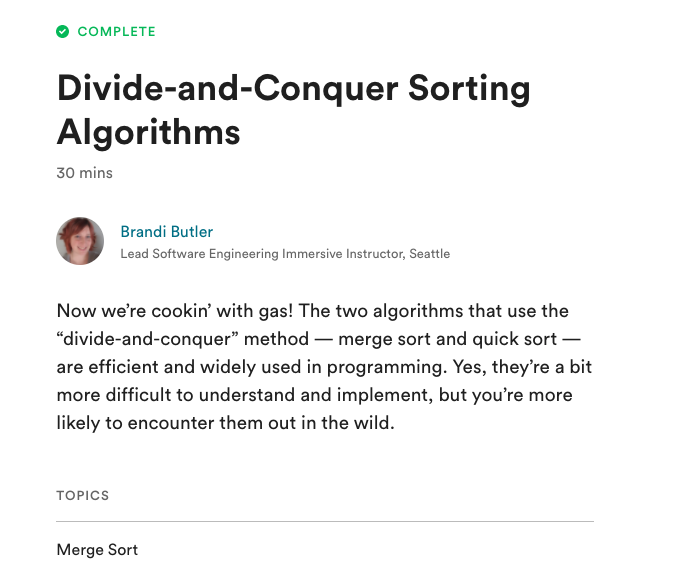 COMPLETE
Divide-and-Conquer Sorting
Algorithms
30 mins
Brandi Butler
Lead Software Engineering Immersive Instructor, Seattle
Now we’re cookin’ with gas! The two algorithms that use the
“divide-and-conquer” method — merge sort and quick sort —
are efficient and widely used in programming. Yes, they’re a bit
more difficult to understand and implement, but you’re more
likely to encounter them out in the wild.
TOPICS
Merge Sort